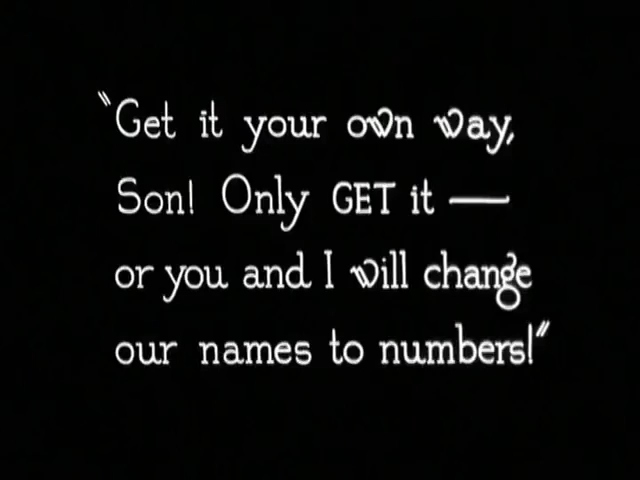 "Get it your own way,
Son! Only GET it —
or you and I will change
our names to numbers!"